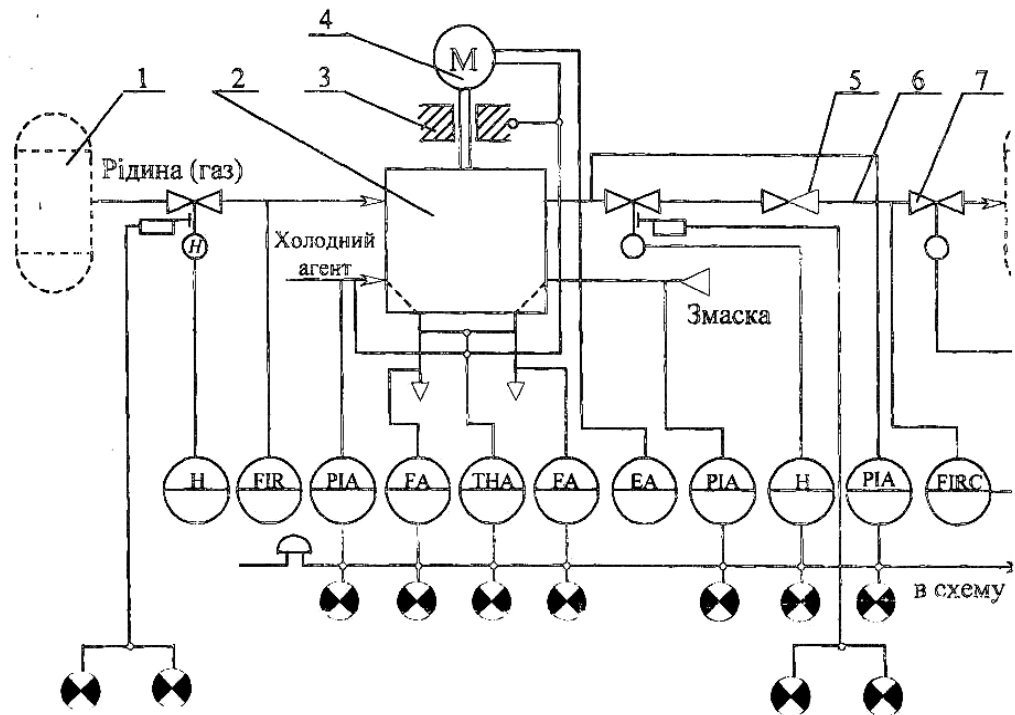 4
1
2
3
М
5
6
7
Рідина (газ)
H
Холодний
агент
Змаска
H
FIR
PIA
FA
THA
FA
EA
PIA
H
PIA
FIRC
в схему